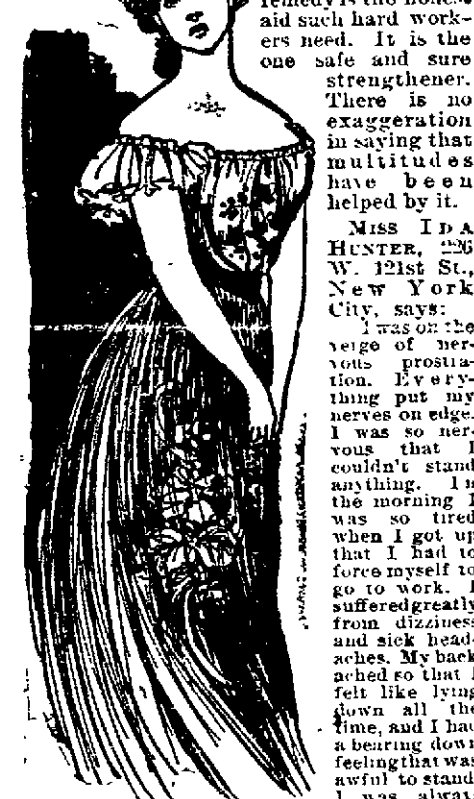 aid such hard work-
ers need. It is the
one safe and sure
strengthener.
There is no
exaggeration
in saying that
multitudes
have been
helped by it.
MISS IDA
HUNTER, 226
W. 121st St.,
New York
City, says:
I was on the
verge of ner-
vous prostra-
tion. Every-
thing put my
nerves on edge.
I was so ner-
vous that I
couldn't stand
anything. In
the morning I
was so tired
when I got up
that I had to
force myself to
go to work. I
suffered greatly
from dizziness
and sick head-
aches. My back
ached so that I
felt like lying
down all the
time, and I had
a bearing down
feeling that was
awful to stand
I was alway